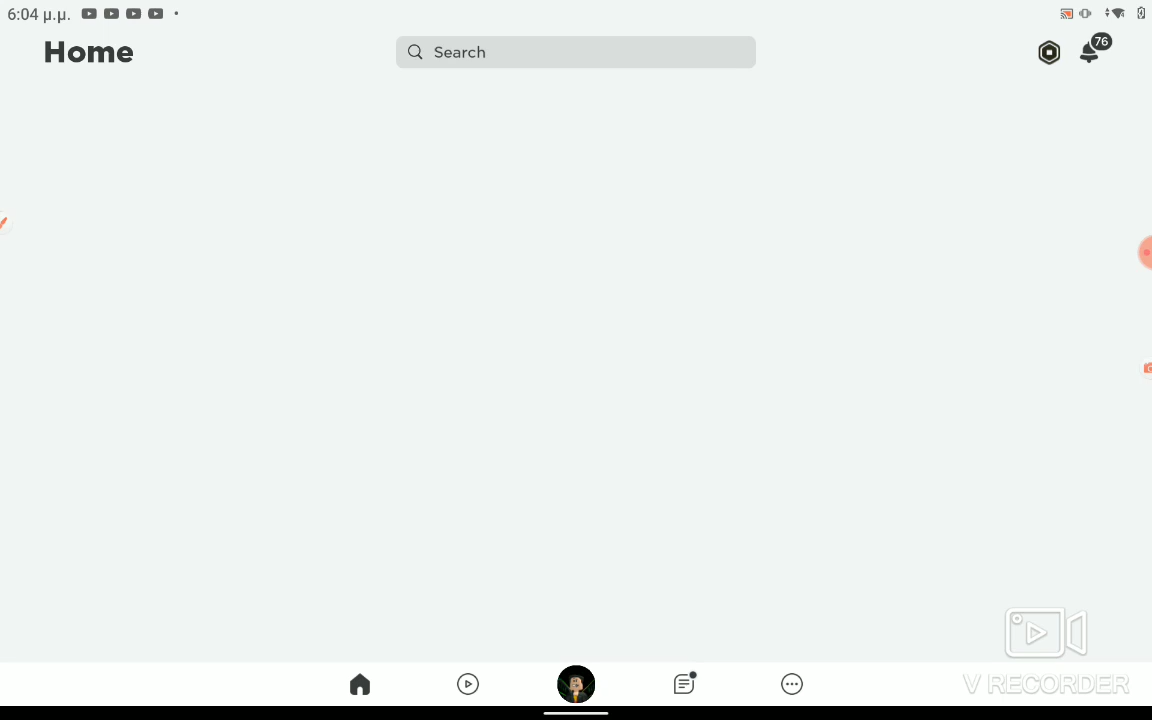 6:04 μ.μ.
Home
Search
76
V RECORDER